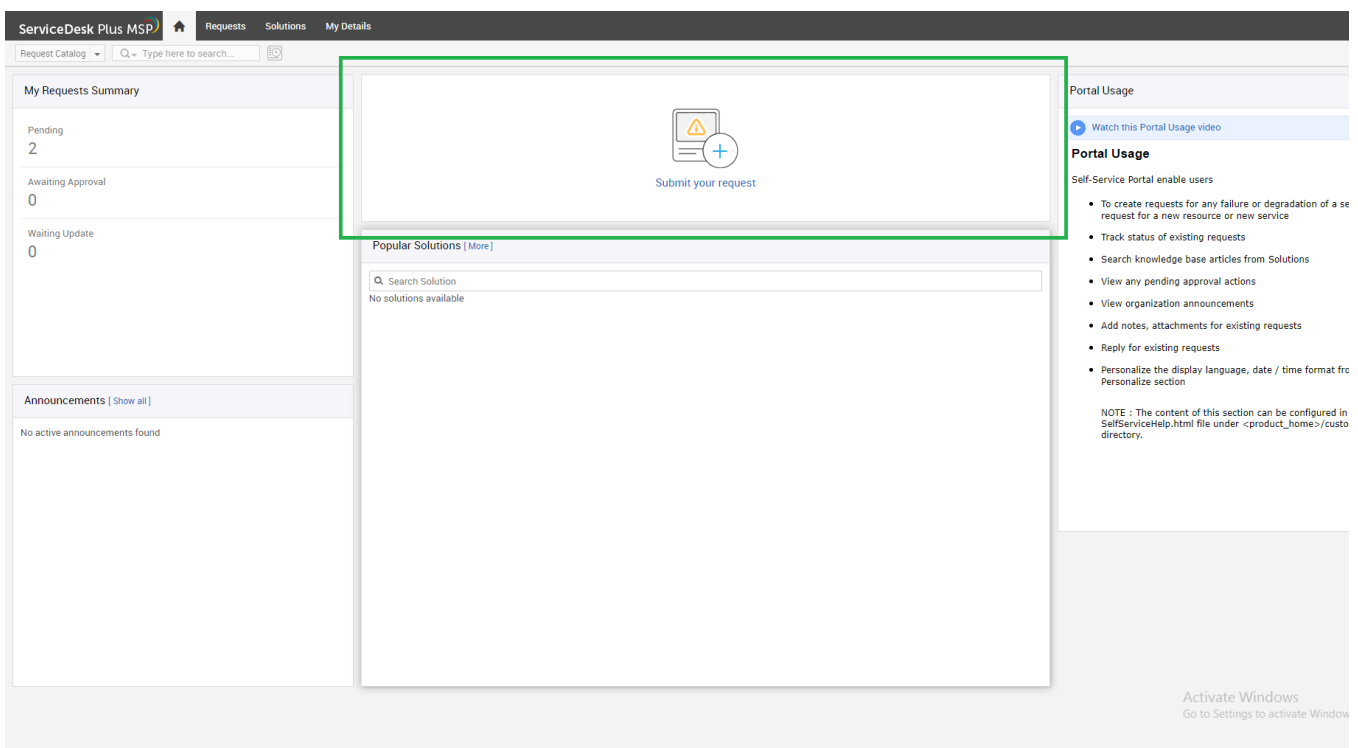 ServiceDesk Plus MSP
Requests
Solutions
My Details
Request Catalog
Type here to search...
My Requests Summary
Pending
2
Awaiting Approval
0
Waiting Update
0
Announcements [ Show all ]
No active announcements found
Submit your request
Popular Solutions [ More ]
Search Solution
No solutions available
Portal Usage
Watch this Portal Usage video
Portal Usage
Self-Service Portal enable users
To create requests for any failure or degradation of a
request for a new resource or new service
Track status of existing requests
Search knowledge base articles from Solutions
View any pending approval actions
View organization announcements
Add notes, attachments for existing requests
Reply for existing requests
Personalize the display language, date / time format
Personalize section
NOTE : The content of this section can be configured in
SelfServiceHelp.html file under <product_home>/custo
directory.
Activate Windows
Go to Settings to activate Window